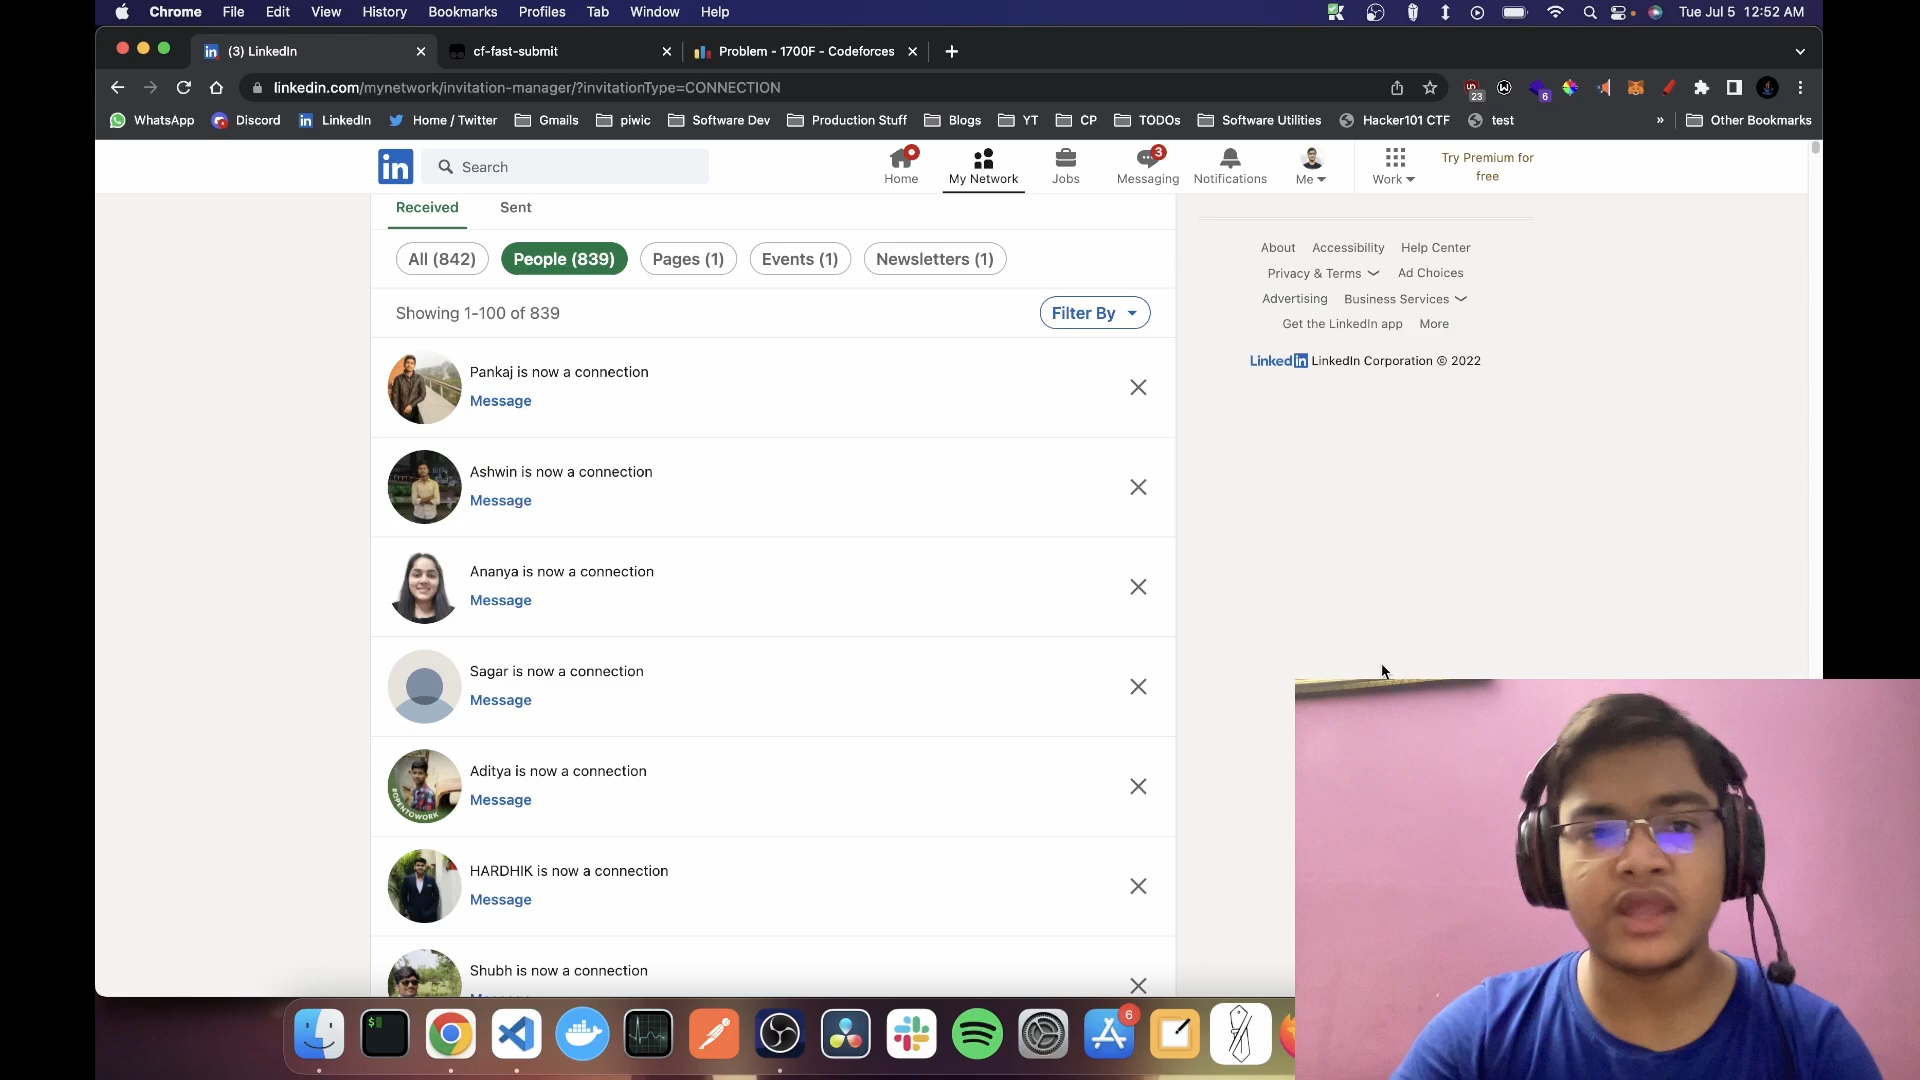 Chrome File Edit View History Bookmarks Profiles Tab Window Help Tue Jul 5 12:52 AM
(3) LinkedIn cf-fast-submit Problem - 1700F - Codeforces
linkedin.com/mynetwork/invitation-manager/?invitationType=CONNECTION 23 6
WhatsApp Discord LinkedIn Home / Twitter Gmails piwic Software Dev Production Stuff Blogs YT CP TODOs Software Utilities Hacker101 CTF test » Other Bookmarks
in Search
Home My Network Jobs Messaging 3 Notifications Me Work
Try Premium for
free
Received Sent
All (842) People (839) Pages (1) Events (1) Newsletters (1)
Showing 1-100 of 839 Filter By
Pankaj is now a connection
Message
Ashwin is now a connection
Message
Ananya is now a connection
Message
Sagar is now a connection
Message
Aditya is now a connection
Message
#OPENTOWORK
HARDHIK is now a connection
Message
Shubh is now a connection
About Accessibility Help Center
Privacy & Terms Ad Choices
Advertising Business Services
Get the LinkedIn app More
LinkedIn LinkedIn Corporation © 2022
$
6